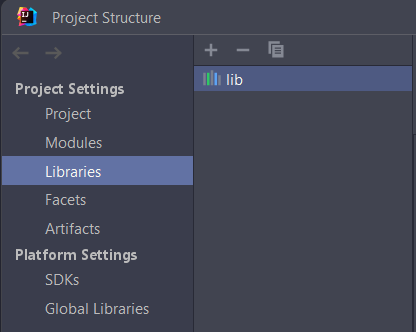 Project Structure
Project Settings
Project
Modules
Libraries
Facets
Artifacts
Platform Settings
SDKs
Global Libraries
lib